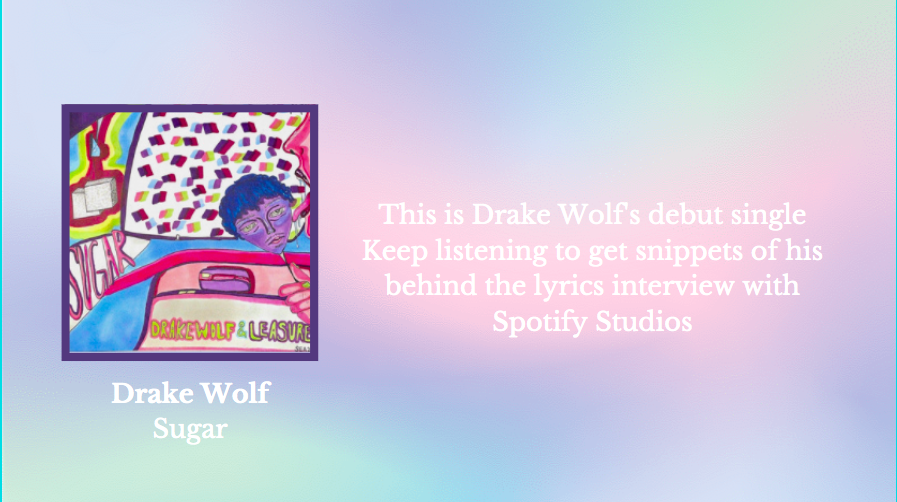 SUGAR
DRAKEWOLF & LEASURE
This is Drake Wolf's debut single
Keep listening to get snippets of his
behind the lyrics interview with
Spotify Studios
Drake Wolf
Sugar